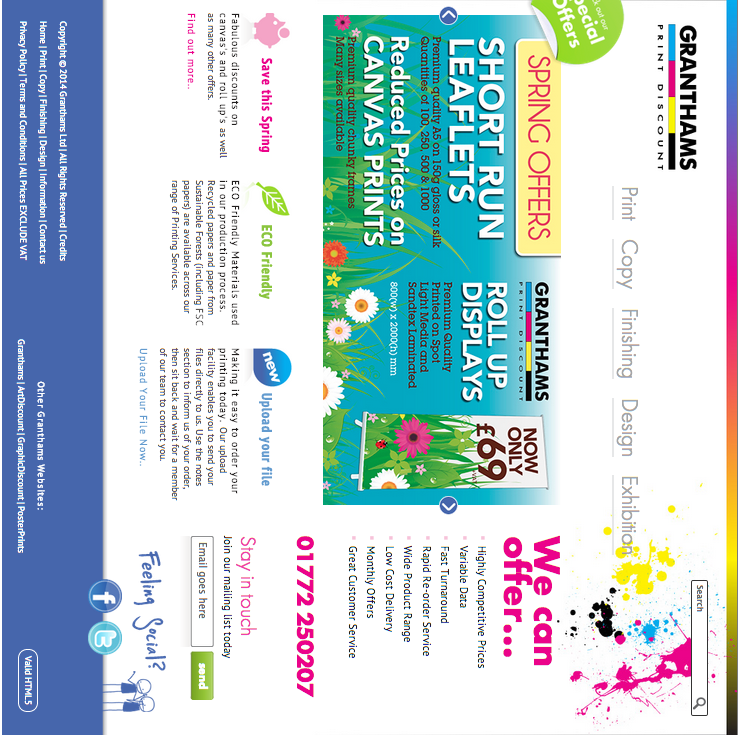 GRANTHAMS
PRINT DISCOUNT
Search
Print Copy Finishing Design Exhibition
out our
Special
Offers
SPRING OFFERS
SHORT RUN
LEAFLETS
Premium quality A5 on 150g gloss or silk
Quantities of 100, 250, 500 & 1000
Reduced Prices on
CANVAS PRINTS
Premium quality chunky frames
Many sizes available
GRANTHAMS
PRINT DISCOUNT
ROLL UP
DISPLAYS
Premium Quality
Printed on Spot
Light Media and
Sandtex Laminated
800(w) x 2000(h) mm
NOW
ONLY
£69
We can
offer...
Highly Competitive Prices
Variable Data
Fast Turnaround
Rapid Re-order Service
Wide Product Range
Low Cost Delivery
Monthly Offers
Great Customer Service
01772 250207
Save this Spring
Fabulous discounts on
canvas's and roll up's as well
as many other offers.
Find out more..
ECO Friendly
ECO Friendly Materials used
in our production process.
Recycled papers and paper from
Sustainable Forests (including FSC
papers) are available across our
range of Printing Services.
new
Upload your file
Making it easy to order your
printing today. Our upload
facility enables you to send your
files directly to us. Use the notes
section to inform us of your order,
then sit back and wait for a member
of our team to contact you.
Upload Your File Now..
Stay in touch
Join our mailing list today
Email goes here
send
Feeling Social?
f
t
Copyright © 2014 Granthams Ltd | All Rights Reserved | Credits
Home | Print | Copy | Finishing | Design | Information | Contact us
Privacy Policy | Terms and Conditions | All Prices EXCLUDE VAT
Other Granthams Websites:
Granthams | ArtDiscount | GraphicDiscount | PosterPrints
Valid HTML5